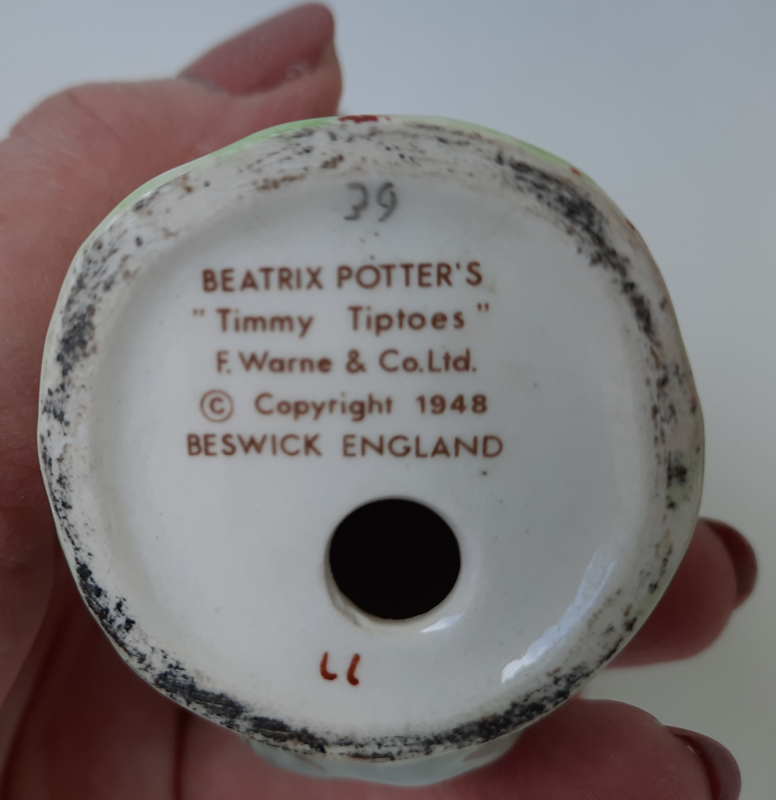 39
BEATRIX POTTER'S
"Timmy Tiptoes"
F. Warne & Co. Ltd.
© Copyright 1948
BESWICK ENGLAND